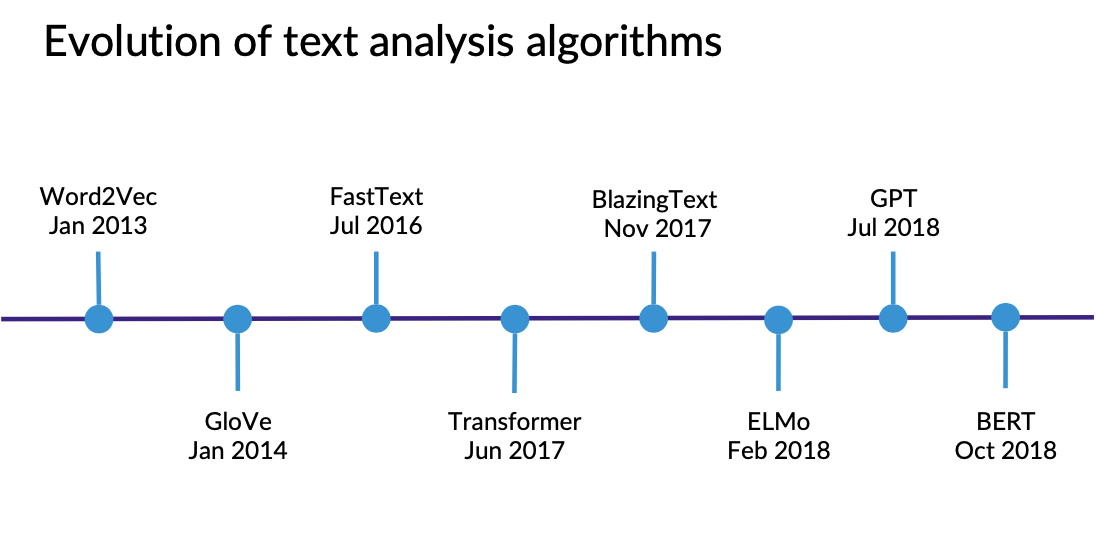 Evolution of text analysis algorithms
Word2Vec
Jan 2013
GloVe
Jan 2014
FastText
Jul 2016
Transformer
Jun 2017
BlazingText
Nov 2017
ELMo
Feb 2018
GPT
Jul 2018
BERT
Oct 2018